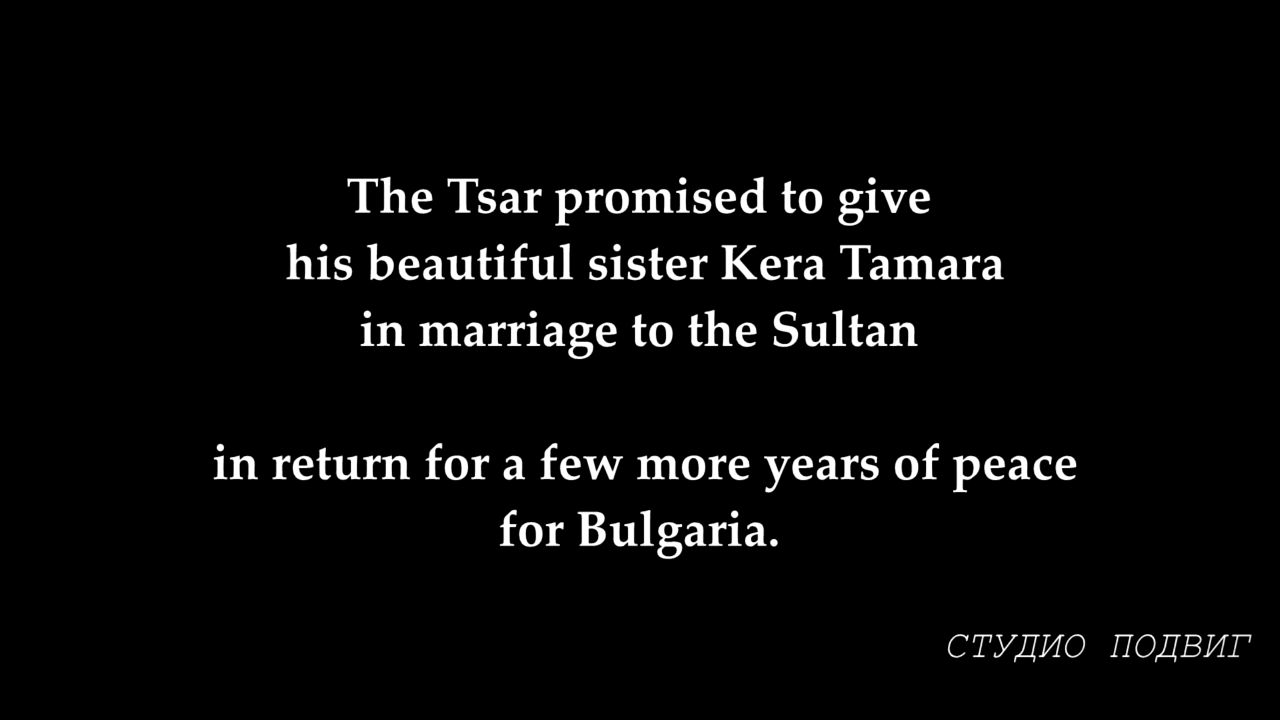 The Tsar promised to give
his beautiful sister Kera Tamara
in marriage to the Sultan
in return for a few more years of peace
for Bulgaria.
СТУДИО ПОДВИГ